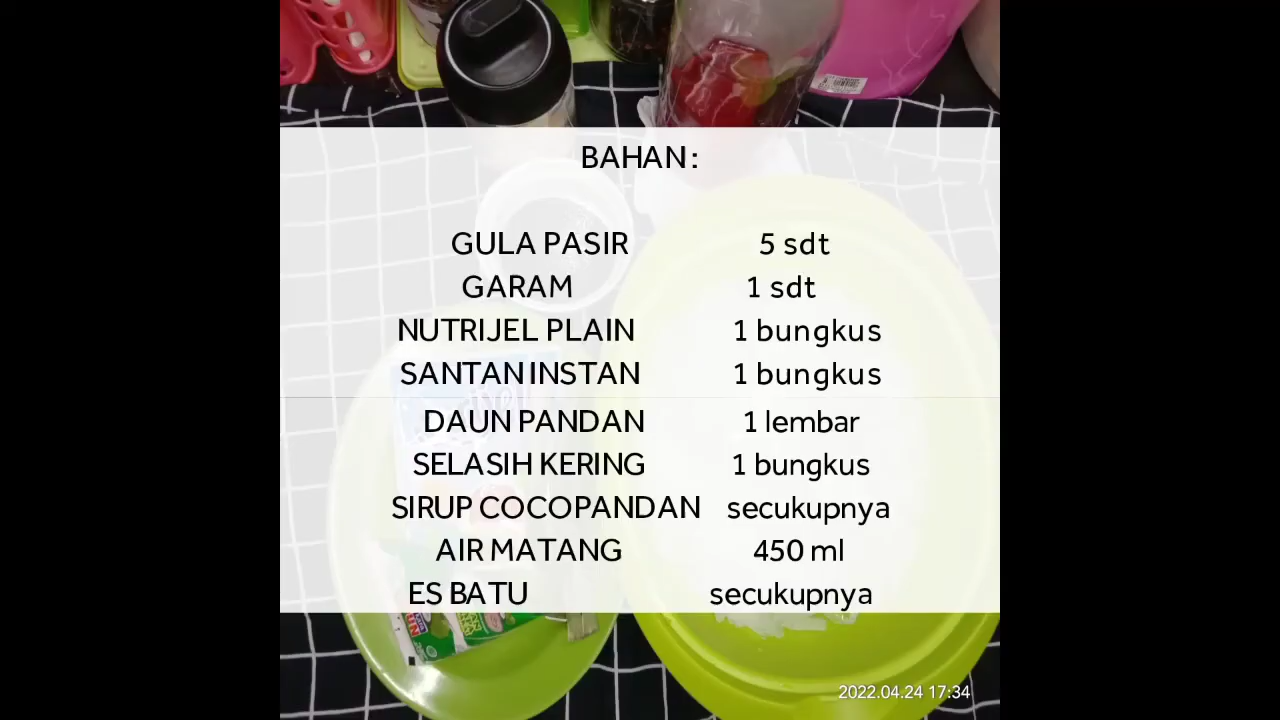 BAHAN :
GULA PASIR 5 sdt
GARAM 1 sdt
NUTRIJEL PLAIN 1 bungkus
SANTAN INSTAN 1 bungkus
DAUN PANDAN 1 lembar
SELASIH KERING 1 bungkus
SIRUP COCOPANDAN secukupnya
AIR MATANG 450 ml
ES BATU secukupnya
2022.04.24 17:34